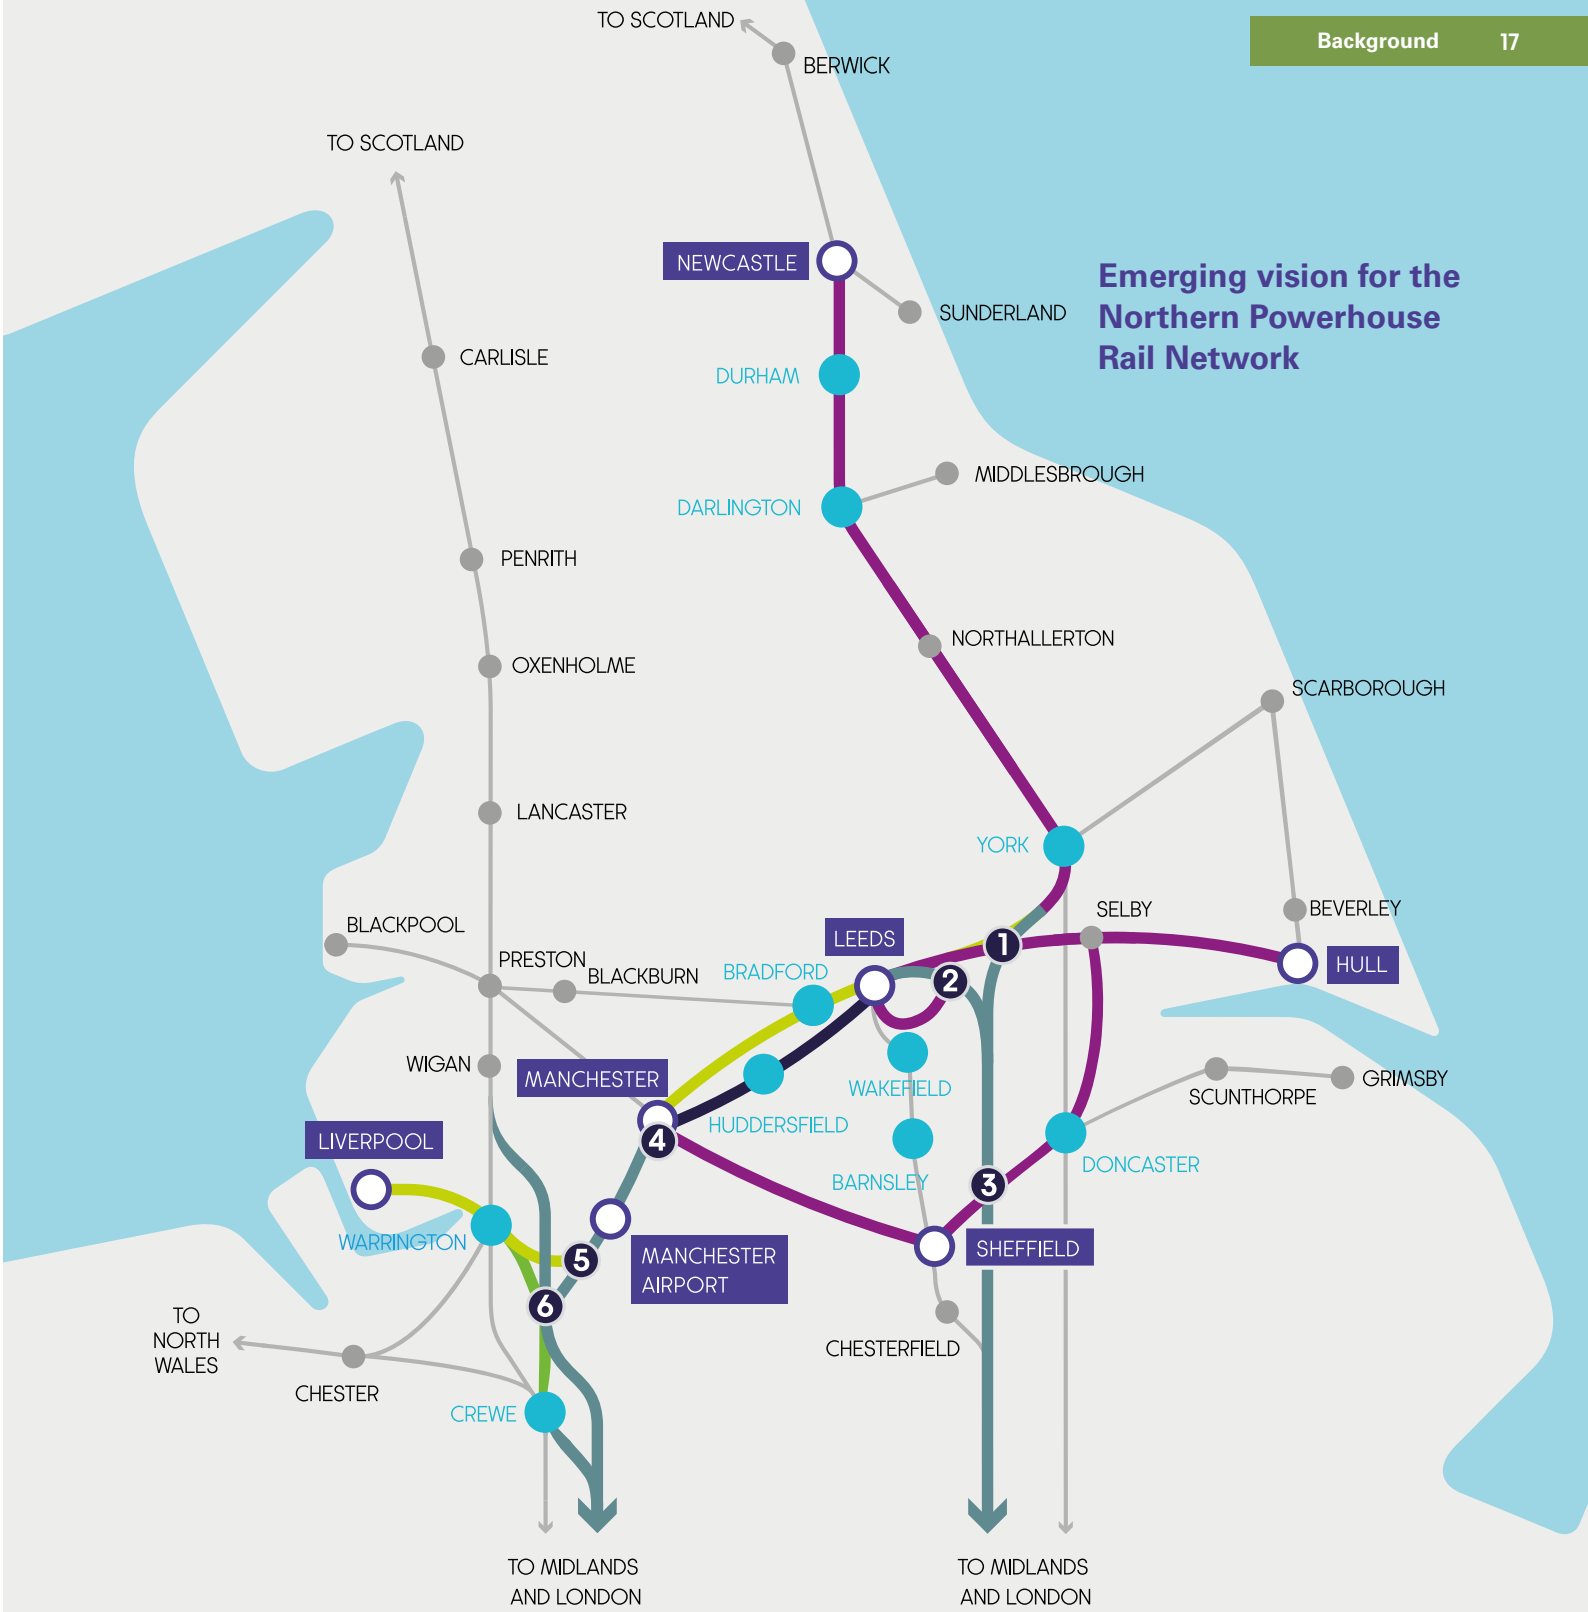 TO SCOTLAND
Background 17
BERWICK
TO SCOTLAND
NEWCASTLE
Emerging vision for the
Northern Powerhouse
Rail Network
SUNDERLAND
CARLISLE
DURHAM
MIDDLESBROUGH
DARLINGTON
PENRITH
NORTHALLERTON
OXENHOLME
SCARBOROUGH
LANCASTER
YORK
SELBY
BEVERLEY
BLACKPOOL
LEEDS
1
HULL
PRESTON
BLACKBURN
BRADFORD
2
WIGAN
MANCHESTER
WAKEFIELD
SCUNTHORPE
GRIMSBY
HUDDERSFIELD
4
LIVERPOOL
BARNSLEY
3
DONCASTER
WARRINGTON
5
MANCHESTER
AIRPORT
SHEFFIELD
6
TO
NORTH
WALES
CHESTERFIELD
CHESTER
CREWE
TO MIDLANDS
AND LONDON
TO MIDLANDS
AND LONDON